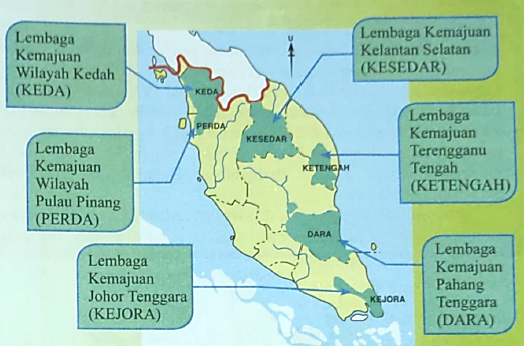 Lembaga
Kemajuan
Wilayah Kedah
(KEDA)
Lembaga Kemajuan
Kelantan Selatan
(KESEDAR)
Lembaga
Kemajuan
Wilayah
Pulau Pinang
(PERDA)
Lembaga
Kemajuan
Terengganu
Tengah
(KETENGAH)
Lembaga
Kemajuan
Johor Tenggara
(KEJORA)
Lembaga
Kemajuan
Pahang
Tenggara
(DARA)
U
KEDA
PERDA
KESEDAR
KETENGAH
DARA
KEJORA